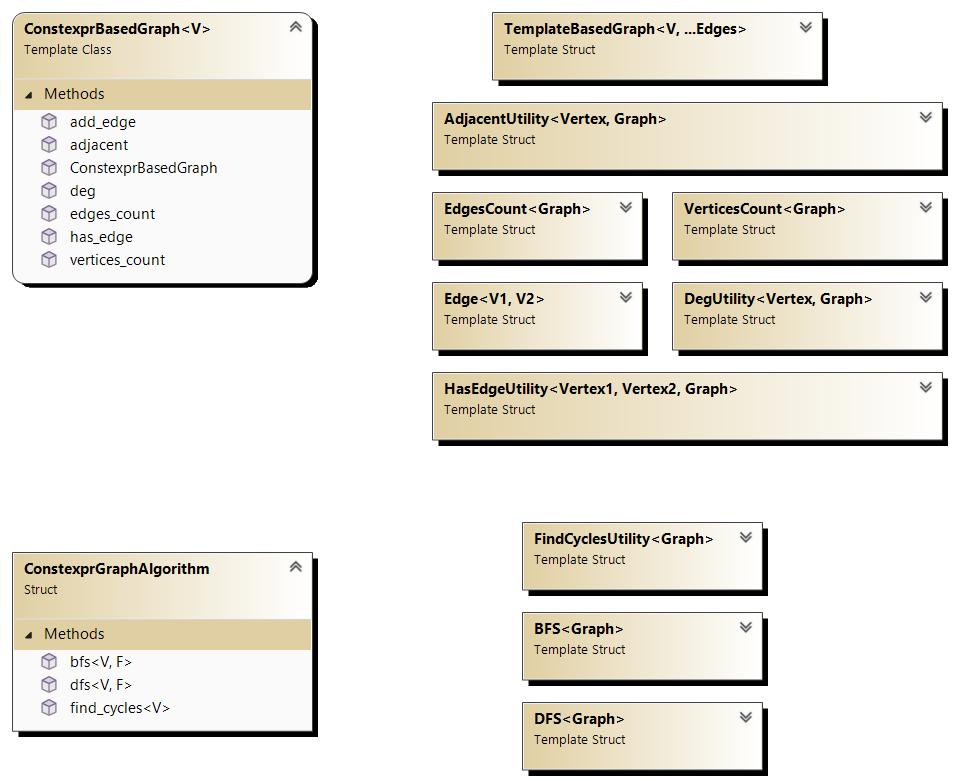 ConstexprBasedGraph<V>
Template Class
Methods
add_edge
adjacent
ConstexprBasedGraph
deg
edges_count
has_edge
vertices_count
TemplateBasedGraph<V, ...Edges>
Template Struct
AdjacentUtility<Vertex, Graph>
Template Struct
EdgesCount<Graph>
Template Struct
VerticesCount<Graph>
Template Struct
Edge<V1, V2>
Template Struct
DegUtility<Vertex, Graph>
Template Struct
HasEdgeUtility<Vertex1, Vertex2, Graph>
Template Struct
ConstexprGraphAlgorithm
Struct
Methods
bfs<V, F>
dfs<V, F>
find_cycles<V>
FindCyclesUtility<Graph>
Template Struct
BFS<Graph>
Template Struct
DFS<Graph>
Template Struct